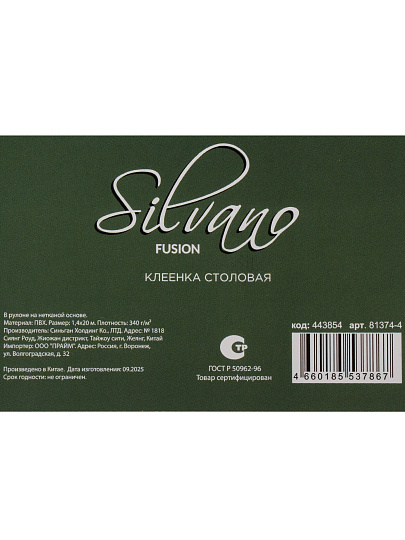 Silvano
FUSION
КЛЕЕНКА СТОЛОВАЯ
В рулоне на нетканой основе.
Материал: ПВХ. Размер: 1,4х20 м. Плотность: 340 г/м²
Производитель: Синьган Холдинг Ко., ЛТД. Адрес: № 1818
Сиянг Роуд, Жиожан дистрикт, Тайжоу сити, Жеянг, Китай
Импортер: ООО "ПРАЙМ". Адрес: Россия, г. Воронеж,
ул. Волгоградская, д. 32
Произведено в Китае. Дата изготовления: 09.2025
Срок годности: не ограничен.
СТР
ГОСТ Р 50962-96
Товар сертифицирован
код: 443854 арт. 81374-4
4 660185 537867